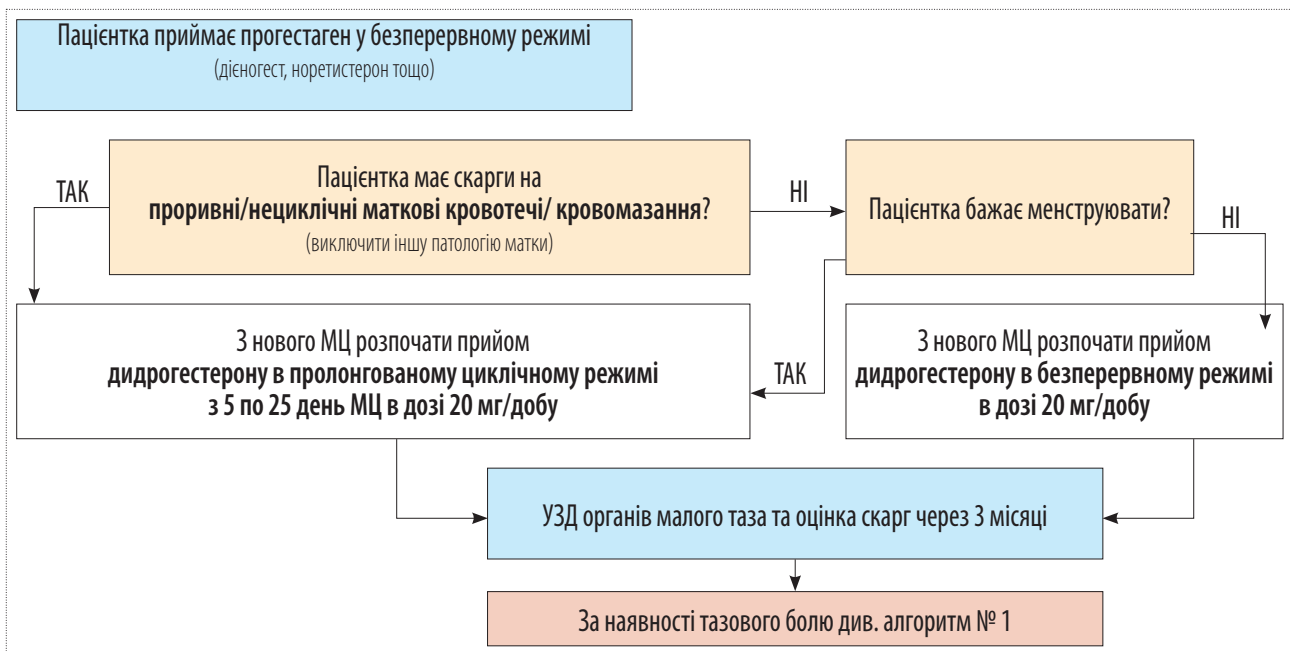 Пацієнтка приймає прогестаген у безперервному режимі
(дієногест, норетистерон тощо)
ТАК
Пацієнтка має скарги на
проривні/нециклічні маткові кровотечі/ кровомазання?
(виключити іншу патологію матки)
НІ
Пацієнтка бажає менструювати?
НІ
З нового МЦ розпочати прийом
дидрогестерону в пролонгованому циклічному режимі
з 5 по 25 день МЦ в дозі 20 мг/добу
ТАК
З нового МЦ розпочати прийом
дидрогестерону в безперервному режимі
в дозі 20 мг/добу
УЗД органів малого таза та оцінка скарг через 3 місяці
За наявності тазового болю див. алгоритм № 1